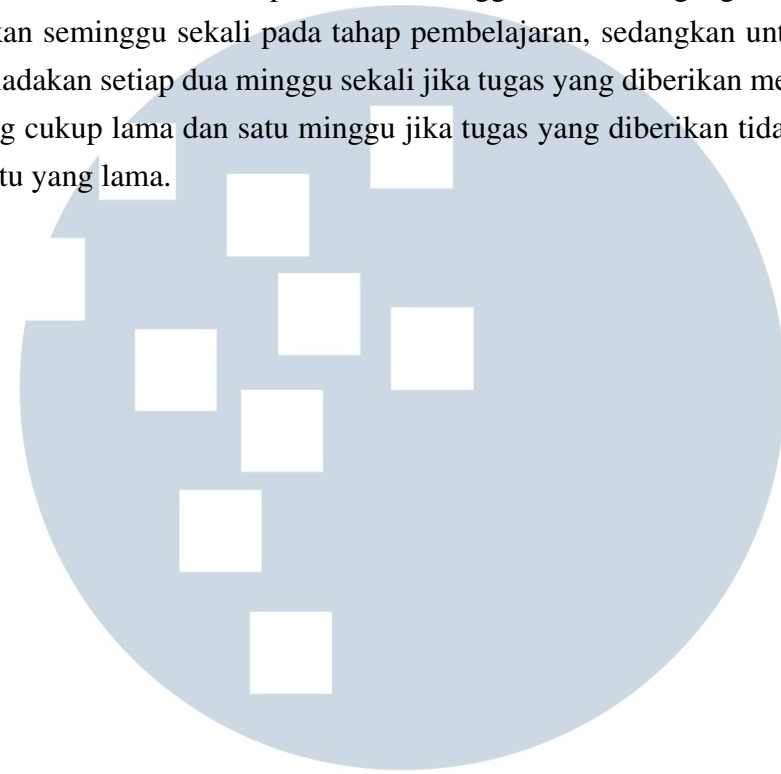 kan seminggu sekali pada tahap pembelajaran, sedangkan unt
adakan setiap dua minggu sekali jika tugas yang diberikan me
g cukup lama dan satu minggu jika tugas yang diberikan tida
tu yang lama.